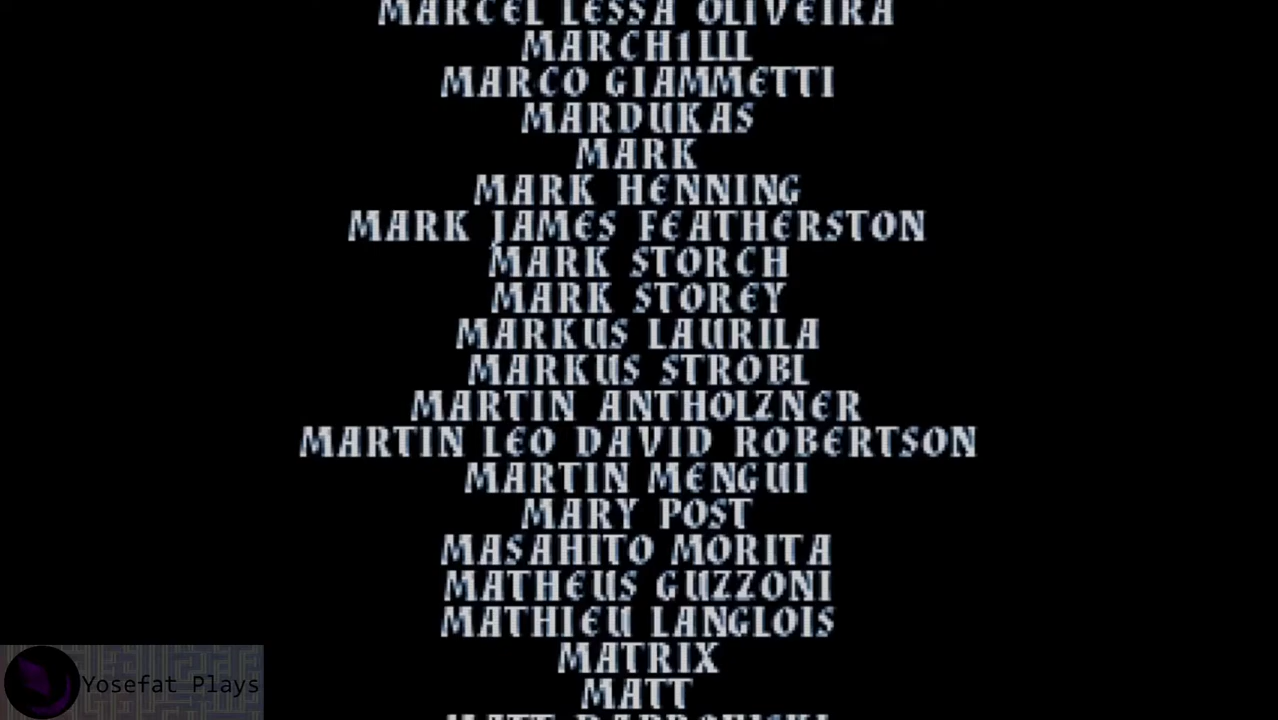 MARCEL LESSA OLIVEIRA
MARCH1LLL
MARCO GIAMMETTI
MARDUKAS
MARK
MARK HENNING
MARK JAMES FEATHERSTON
MARK STORCH
MARK STOREY
MARKUS LAURILA
MARKUS STROBL
MARTIN ANTHOLZNER
MARTIN LEO DAVID ROBERTSON
MARTIN MENGUI
MARY POST
MASAHITO MORITA
MATHEUS GUZZONI
MATHIEU LANGLOIS
MATRIX
MATT
MATT
Yosefat Plays